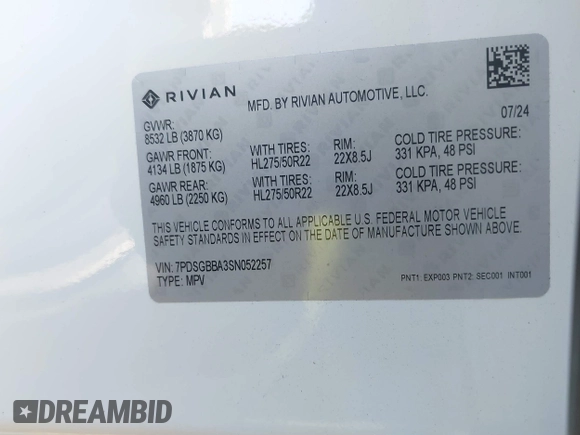 RIVIAN MFD. BY RIVIAN AUTOMOTIVE, LLC.
07/24
GVWR:
8532 LB (3870 KG)
GAWR FRONT: WITH TIRES: RIM: COLD TIRE PRESSURE:
4134 LB (1875 KG) HL275/50R22 22X8.5J 331 KPA, 48 PSI
GAWR REAR: WITH TIRES: RIM: COLD TIRE PRESSURE:
4960 LB (2250 KG) HL275/50R22 22X8.5J 331 KPA, 48 PSI
THIS VEHICLE CONFORMS TO ALL APPLICABLE U.S. FEDERAL MOTOR VEHICLE
SAFETY STANDARDS IN EFFECT ON THE DATE OF MANUFACTURE SHOWN ABOVE.
VIN: 7PDSGBBA3SN052257
TYPE: MPV
PNT1: EXP003 PNT2: SEC001 INT001
DREAMBID